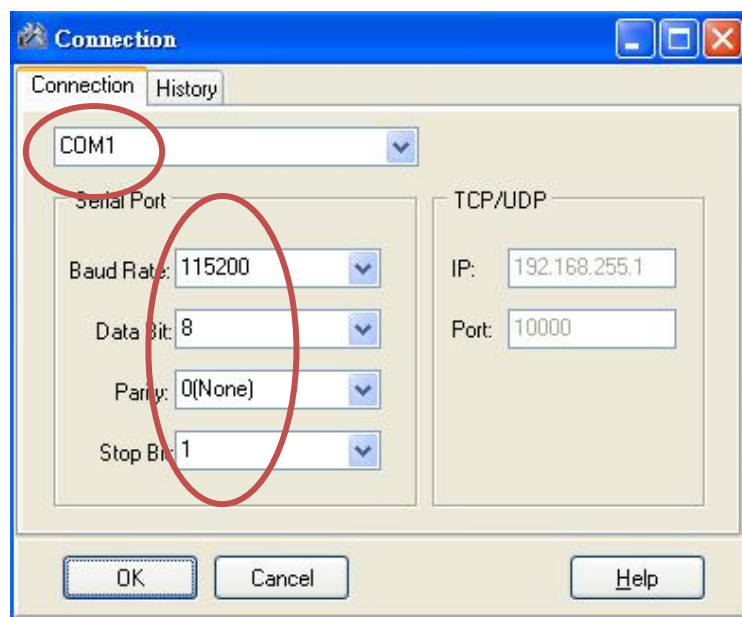 Connection
Connection History
COM1
Serial Port
Baud Rate: 115200
Data Bit: 8
Parity: 0(None)
Stop Bit: 1
TCP/UDP
IP: 192.168.255.1
Port: 10000
OK Cancel Help